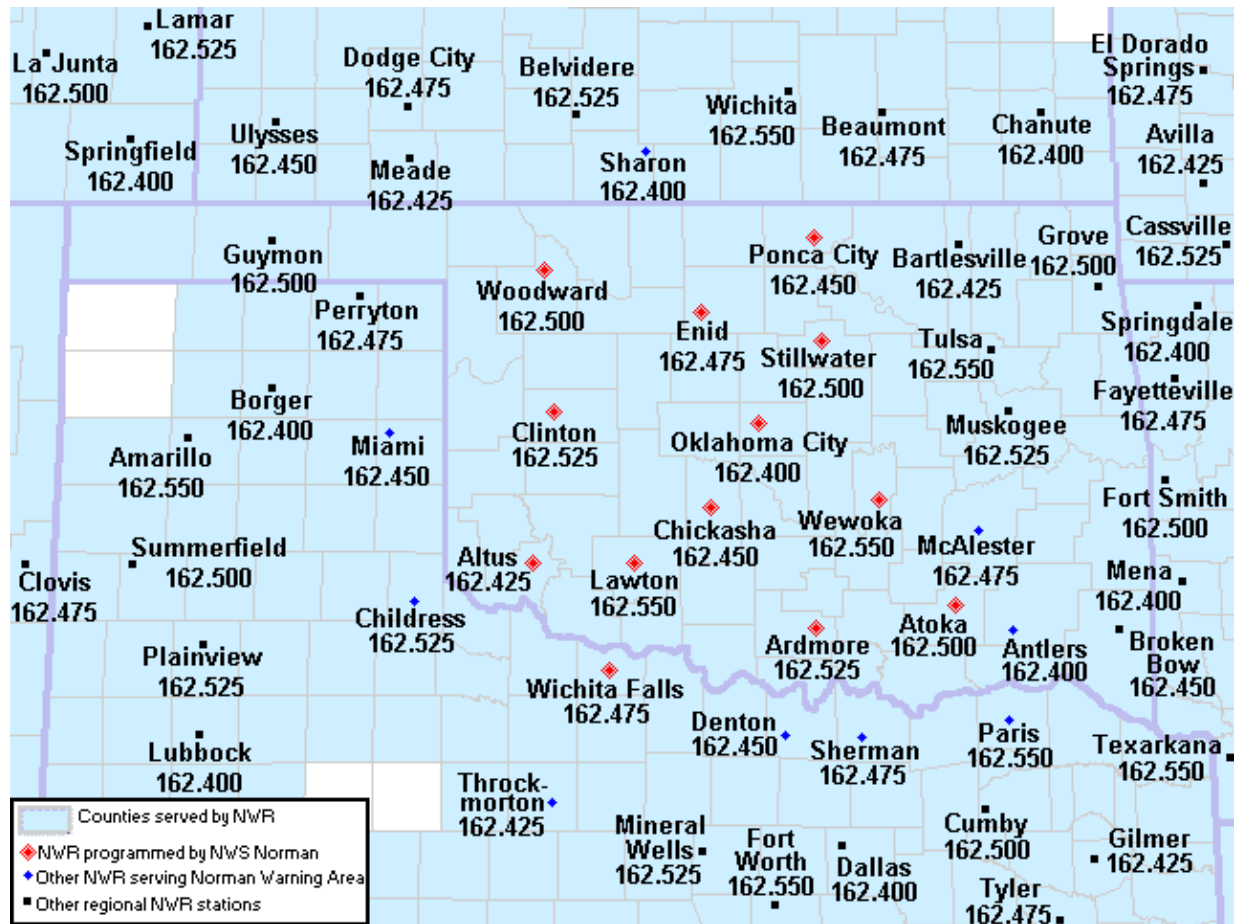 Lamar
162.525
La Junta
162.500
Springfield
162.400
Ulysses
162.450
Dodge City
162.475
Meade
162.425
Belvidere
162.525
Sharon
162.400
Wichita
162.550
Beaumont
162.475
Chanute
162.400
El Dorado
Springs
162.475
Avilla
162.425
Cassville
162.525
Guymon
162.500
Perryton
162.475
Woodward
162.500
Ponca City
162.450
Bartlesville
162.425
Grove
162.500
Enid
162.475
Stillwater
162.500
Tulsa
162.550
Springdale
162.400
Fayetteville
162.475
Borger
162.400
Miami
162.450
Amarillo
162.550
Clinton
162.525
Oklahoma City
162.400
Muskogee
162.525
Fort Smith
162.500
Clovis
162.475
Summerfield
162.500
Childress
162.525
Altus
162.425
Lawton
162.550
Chickasha
162.450
Wewoka
162.550
McAlester
162.475
Mena
162.400
Plainview
162.525
Wichita Falls
162.475
Ardmore
162.525
Atoka
162.500
Antlers
162.400
Broken
Bow
162.450
Lubbock
162.400
Denton
162.450
Sherman
162.475
Paris
162.550
Texarkana
162.550
Throck-
morton
162.425
Mineral
Wells
162.525
Fort
Worth
162.550
Dallas
162.400
Cumby
162.500
Gilmer
162.425
Tyler
162.475
Counties served by NWR
NWR programmed by NWS Norman
Other NWR serving Norman Warning Area
Other regional NWR stations